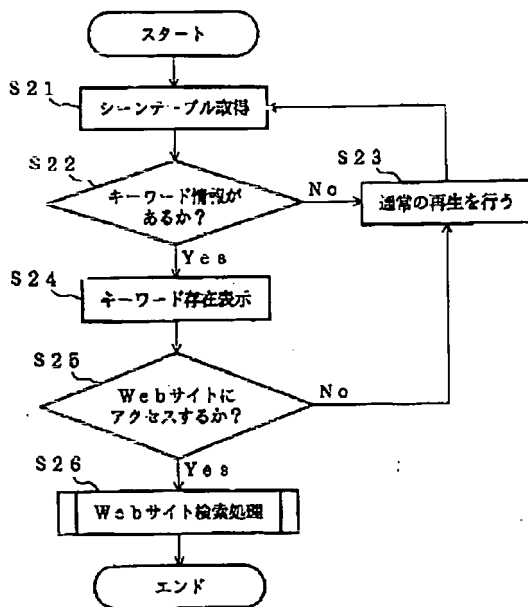 スタート
S21
シーンテーブル取得
S22
キーワード情報が
あるか?
No
S23
通常の再生を行う
Yes
S24
キーワード存在表示
S25
Webサイトに
アクセスするか?
No
Yes
S26
Webサイト検索処理
エンド